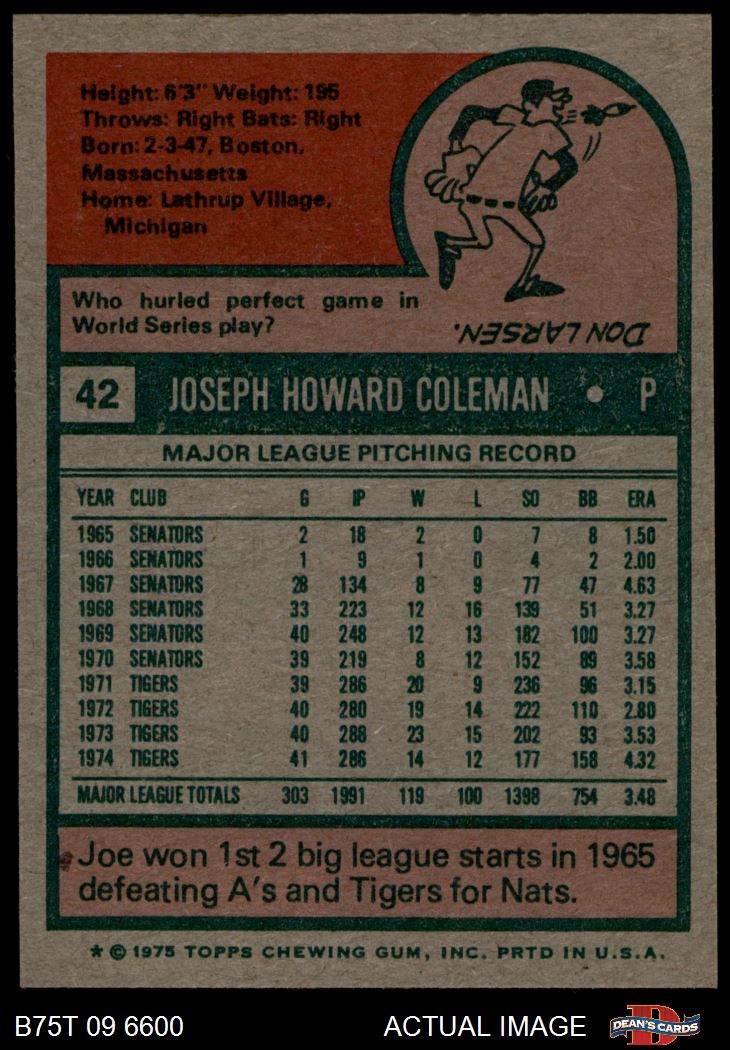 Height: 6'3" Weight: 195
Throws: Right Bats: Right
Born: 2-3-47, Boston,
Massachusetts
Home: Lathrup Village,
Michigan
Who hurled perfect game in
World Series play?
DON LARSEN.
42 JOSEPH HOWARD COLEMAN • P
MAJOR LEAGUE PITCHING RECORD
YEAR CLUB G IP W L SO BB ERA
1965 SENATORS 2 18 2 0 7 8 1.50
1966 SENATORS 1 9 1 0 4 2 2.00
1967 SENATORS 28 134 8 9 77 47 4.63
1968 SENATORS 33 223 12 16 139 51 3.27
1969 SENATORS 40 248 12 13 182 100 3.27
1970 SENATORS 39 219 8 12 152 89 3.58
1971 TIGERS 39 286 20 9 236 96 3.15
1972 TIGERS 40 280 19 14 222 110 2.80
1973 TIGERS 40 288 23 15 202 93 3.53
1974 TIGERS 41 286 14 12 177 158 4.32
MAJOR LEAGUE TOTALS 303 1991 119 100 1398 754 3.48
Joe won 1st 2 big league starts in 1965
defeating A's and Tigers for Nats.
* © 1975 TOPPS CHEWING GUM, INC. PRTD IN U.S.A.
B75T 09 6600 ACTUAL IMAGE DEAN'S CARDS